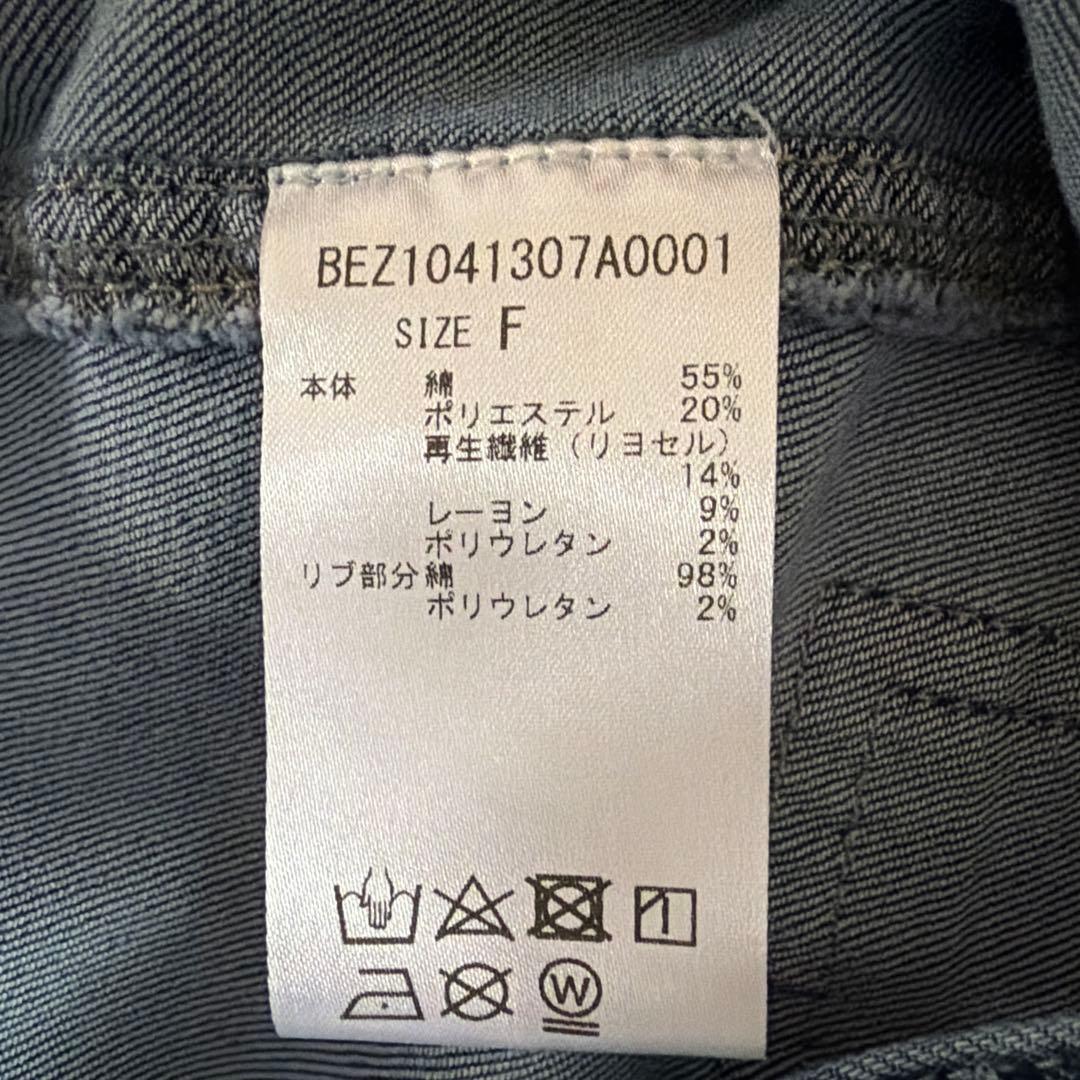 BEZ1041307A0001
SIZE F
本体 綿 55%
ポリエステル 20%
再生繊維（リヨセル）
14%
レーヨン 9%
ポリウレタン 2%
リブ部分 綿 98%
ポリウレタン 2%
W